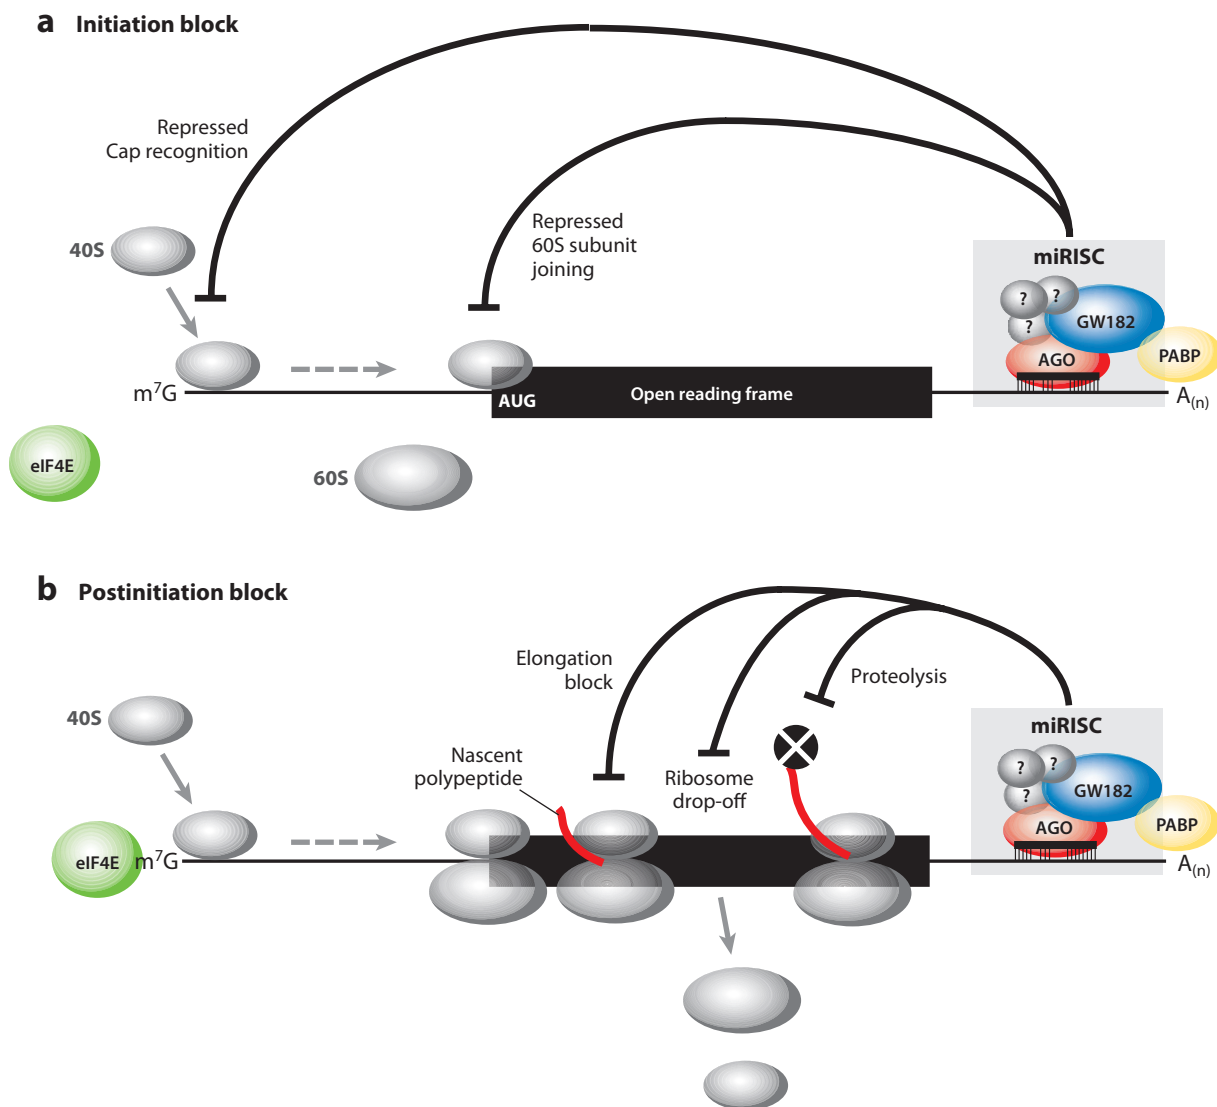 a Initiation block
Repressed
Cap recognition
40S
Repressed
60S subunit
joining
miRISC
?
?
?
GW182
AGO
PABP
m⁷G
AUG
Open reading frame
A(n)
eIF4E
60S
b Postinitiation block
Elongation
block
Proteolysis
40S
miRISC
Nascent
polypeptide
Ribosome
drop-off
?
?
?
GW182
AGO
PABP
eIF4E
m⁷G
A(n)